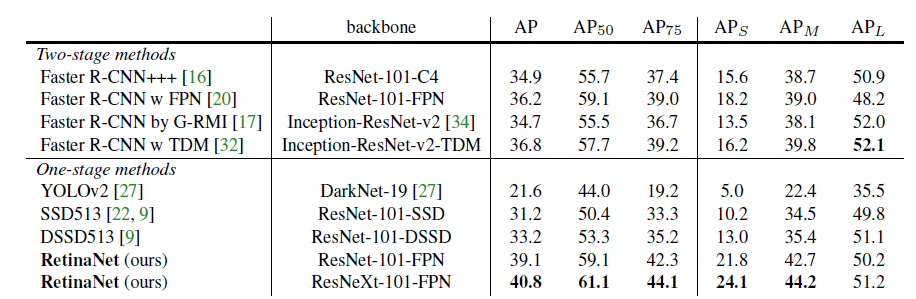 backbone AP AP50 AP75 APS APM APL
Two-stage methods
Faster R-CNN+++ [16] ResNet-101-C4 34.9 55.7 37.4 15.6 38.7 50.9
Faster R-CNN w FPN [20] ResNet-101-FPN 36.2 59.1 39.0 18.2 39.0 48.2
Faster R-CNN by G-RMI [17] Inception-ResNet-v2 [34] 34.7 55.5 36.7 13.5 38.1 52.0
Faster R-CNN w TDM [32] Inception-ResNet-v2-TDM 36.8 57.7 39.2 16.2 39.8 52.1
One-stage methods
YOLOv2 [27] DarkNet-19 [27] 21.6 44.0 19.2 5.0 22.4 35.5
SSD513 [22, 9] ResNet-101-SSD 31.2 50.4 33.3 10.2 34.5 49.8
DSSD513 [9] ResNet-101-DSSD 33.2 53.3 35.2 13.0 35.4 51.1
RetinaNet (ours) ResNet-101-FPN 39.1 59.1 42.3 21.8 42.7 50.2
RetinaNet (ours) ResNeXt-101-FPN 40.8 61.1 44.1 24.1 44.2 51.2